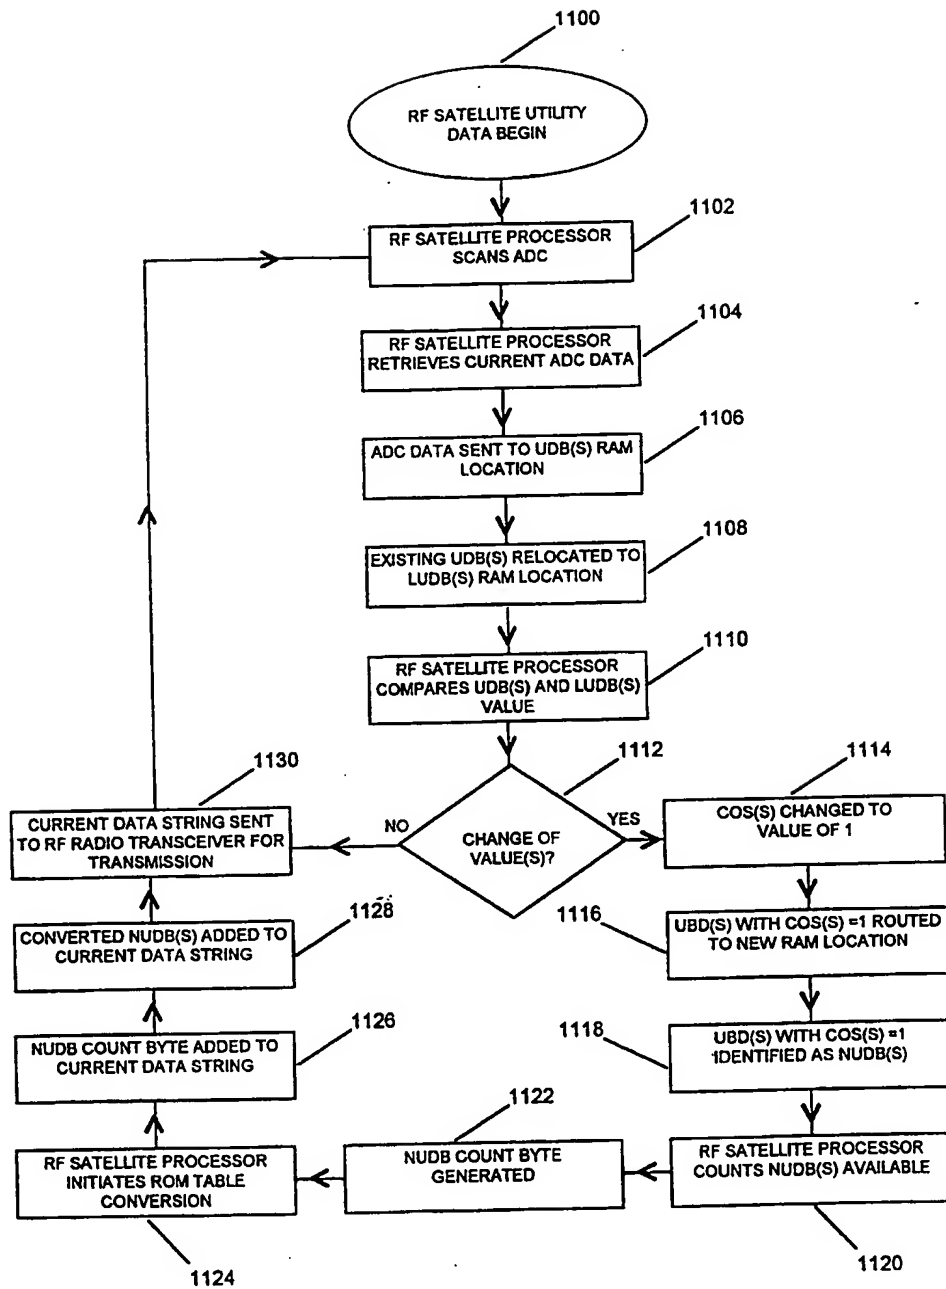 1100
RF SATELLITE UTILITY
DATA BEGIN
1102
RF SATELLITE PROCESSOR
SCANS ADC
1104
RF SATELLITE PROCESSOR
RETRIEVES CURRENT ADC DATA
1106
ADC DATA SENT TO UDB(S) RAM
LOCATION
1108
EXISTING UDB(S) RELOCATED TO
LUDB(S) RAM LOCATION
1110
RF SATELLITE PROCESSOR
COMPARES UDB(S) AND LUDB(S)
VALUE
1112
CHANGE OF
VALUE(S)?
NO
YES
1114
COS(S) CHANGED TO
VALUE OF 1
1116
UBD(S) WITH COS(S) =1 ROUTED
TO NEW RAM LOCATION
1118
UBD(S) WITH COS(S) =1
1DENTIFIED AS NUDB(S)
RF SATELLITE PROCESSOR
COUNTS NUDB(S) AVAILABLE
1120
1122
NUDB COUNT BYTE
GENERATED
RF SATELLITE PROCESSOR
INITIATES ROM TABLE
CONVERSION
1124
1126
NUDB COUNT BYTE ADDED TO
CURRENT DATA STRING
1128
CONVERTED NUDB(S) ADDED TO
CURRENT DATA STRING
1130
CURRENT DATA STRING SENT
TO RF RADIO TRANSCEIVER FOR
TRANSMISSION